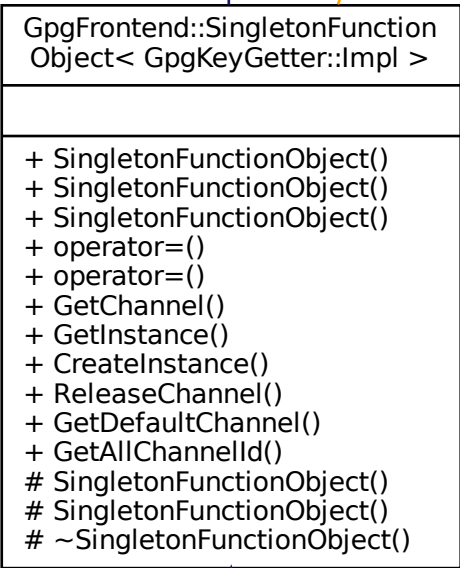 GpgFrontend::SingletonFunction
Object< GpgKeyGetter::Impl >
+ SingletonFunctionObject()
+ SingletonFunctionObject()
+ SingletonFunctionObject()
+ operator=()
+ operator=()
+ GetChannel()
+ GetInstance()
+ CreateInstance()
+ ReleaseChannel()
+ GetDefaultChannel()
+ GetAllChannelId()
# SingletonFunctionObject()
# SingletonFunctionObject()
# ~SingletonFunctionObject()